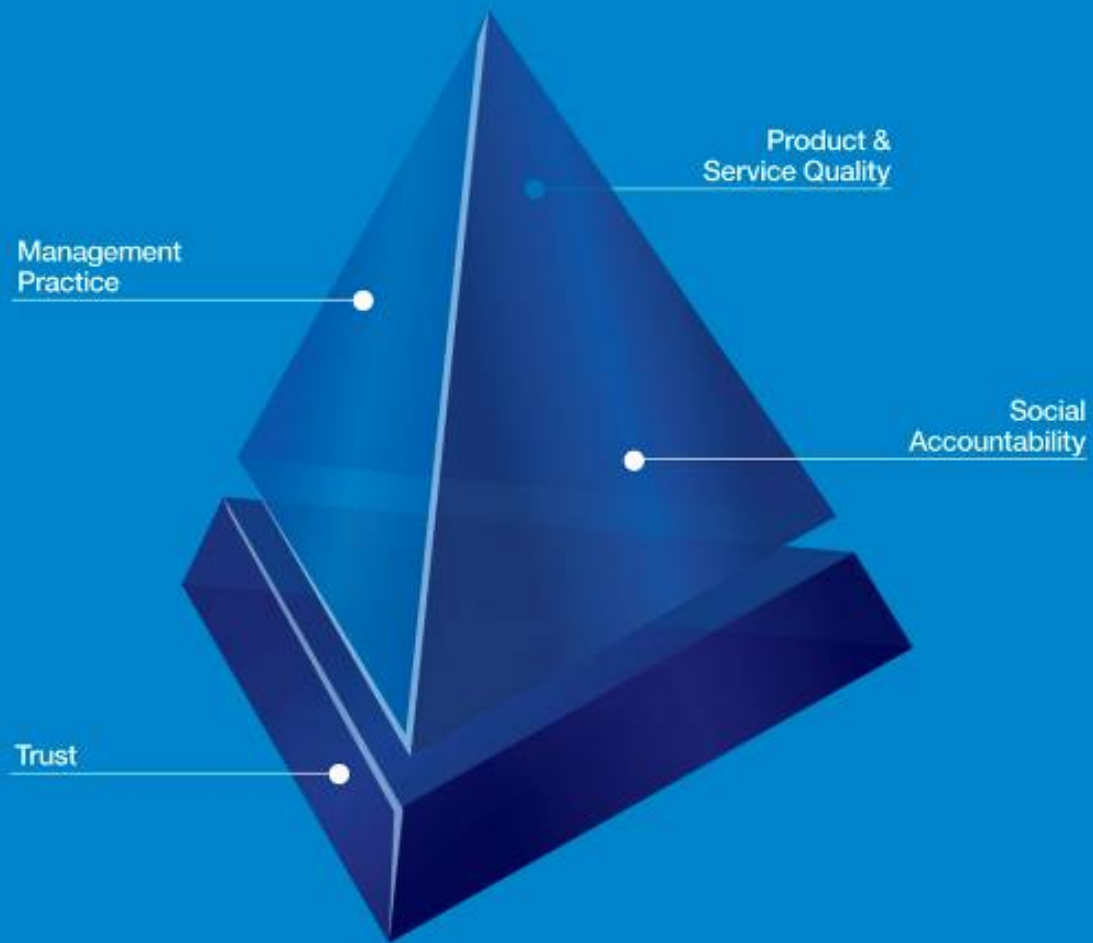 Product &
Service Quality
Management
Practice
Social
Accountability
Trust